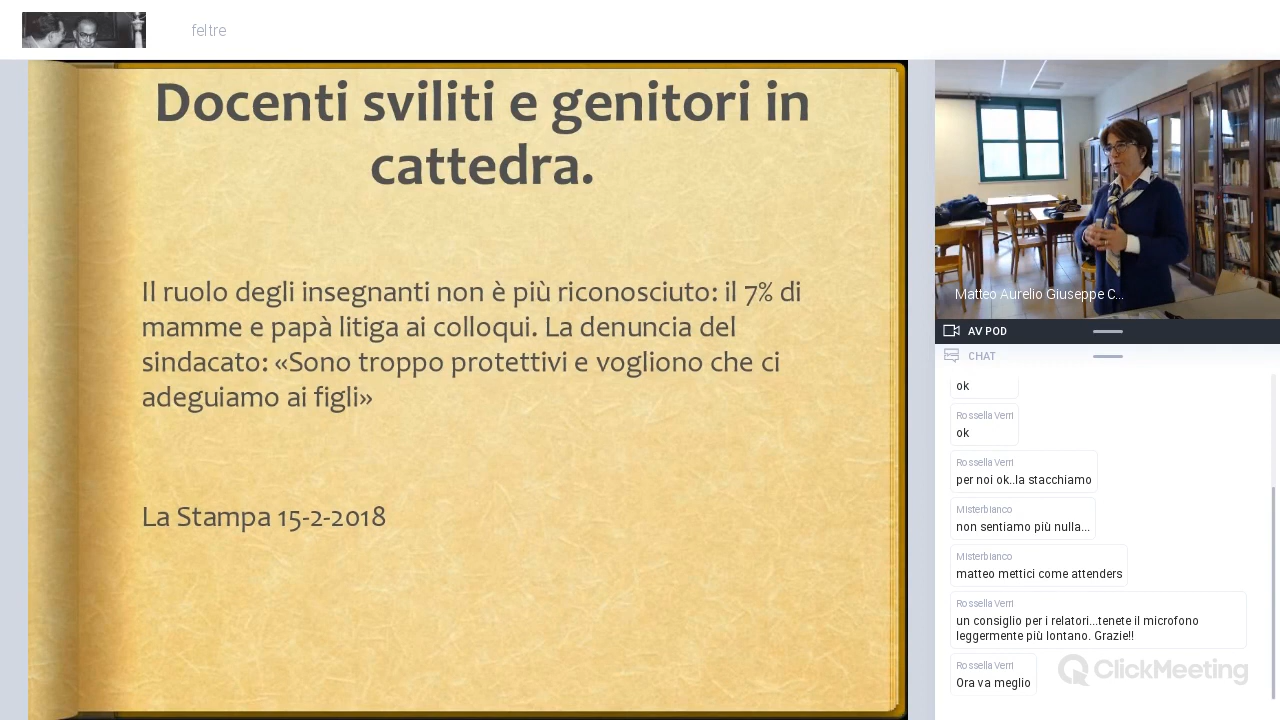 feltre
Docenti sviliti e genitori in
cattedra.
Il ruolo degli insegnanti non è più riconosciuto: il 7% di
mamme e papà litiga ai colloqui. La denuncia del
sindacato: «Sono troppo protettivi e vogliono che ci
adeguiamo ai figli»
La Stampa 15-2-2018
Matteo Aurelio Giuseppe C...
AV POD
CHAT
ok
Rossella Verri
ok
Rossella Verri
per noi ok..la stacchiamo
Misterbianco
non sentiamo più nulla...
Misterbianco
matteo mettici come attenders
Rossella Verri
un consiglio per i relatori...tenete il microfono
leggermente più lontano. Grazie!!
Rossella Verri
Ora va meglio
ClickMeeting